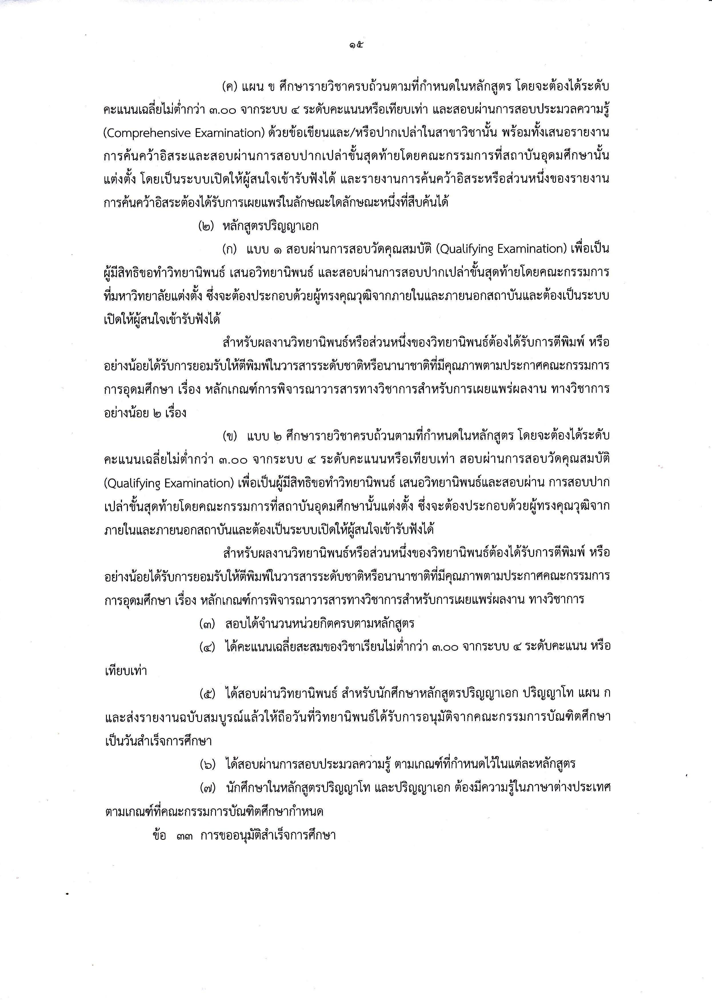 ๑๕
(ค) แผน ข ศึกษารายวิชาครบถ้วนตามที่กำหนดในหลักสูตร โดยจะต้องได้ระดับ
คะแนนเฉลี่ยไม่ต่ำกว่า ๓.๐๐ จากระบบ ๔ ระดับคะแนนหรือเทียบเท่า และสอบผ่านการสอบประมวลความรู้
(Comprehensive Examination) ด้วยข้อเขียนและ/หรือปากเปล่าในสาขาวิชานั้น พร้อมทั้งเสนอรายงาน
การค้นคว้าอิสระและสอบผ่านการสอบปากเปล่าขั้นสุดท้ายโดยคณะกรรมการที่สถาบันอุดมศึกษานั้น
แต่งตั้ง โดยเป็นระบบเปิดให้ผู้สนใจเข้ารับฟังได้ และรายงานการค้นคว้าอิสระหรือส่วนหนึ่งของรายงาน
การค้นคว้าอิสระต้องได้รับการเผยแพร่ในลักษณะใดลักษณะหนึ่งที่สืบค้นได้
(๒) หลักสูตรปริญญาเอก
(ก) แบบ ๑ สอบผ่านการสอบวัดคุณสมบัติ (Qualifying Examination) เพื่อเป็น
ผู้มีสิทธิขอทำวิทยานิพนธ์ เสนอวิทยานิพนธ์ และสอบผ่านการสอบปากเปล่าขั้นสุดท้ายโดยคณะกรรมการ
ที่มหาวิทยาลัยแต่งตั้ง ซึ่งจะต้องประกอบด้วยผู้ทรงคุณวุฒิจากภายในและภายนอกสถาบันและต้องเป็นระบบ
เปิดให้ผู้สนใจเข้ารับฟังได้
สำหรับผลงานวิทยานิพนธ์หรือส่วนหนึ่งของวิทยานิพนธ์ต้องได้รับการตีพิมพ์ หรือ
อย่างน้อยได้รับการยอมรับให้ตีพิมพ์ในวารสารระดับชาติหรือนานาชาติที่มีคุณภาพตามประกาศคณะกรรมการ
การอุดมศึกษา เรื่อง หลักเกณฑ์การพิจารณาวารสารทางวิชาการสำหรับการเผยแพร่ผลงาน ทางวิชาการ
อย่างน้อย ๒ เรื่อง
(ข) แบบ ๒ ศึกษารายวิชาครบถ้วนตามที่กำหนดในหลักสูตร โดยจะต้องได้ระดับ
คะแนนเฉลี่ยไม่ต่ำกว่า ๓.๐๐ จากระบบ ๔ ระดับคะแนนหรือเทียบเท่า สอบผ่านการสอบวัดคุณสมบัติ
(Qualifying Examination) เพื่อเป็นผู้มีสิทธิขอทำวิทยานิพนธ์ เสนอวิทยานิพนธ์และสอบผ่าน การสอบปาก
เปล่าขั้นสุดท้ายโดยคณะกรรมการที่สถาบันอุดมศึกษานั้นแต่งตั้ง ซึ่งจะต้องประกอบด้วยผู้ทรงคุณวุฒิจาก
ภายในและภายนอกสถาบันและต้องเป็นระบบเปิดให้ผู้สนใจเข้ารับฟังได้
สำหรับผลงานวิทยานิพนธ์หรือส่วนหนึ่งของวิทยานิพนธ์ต้องได้รับการตีพิมพ์ หรือ
อย่างน้อยได้รับการยอมรับให้ตีพิมพ์ในวารสารระดับชาติหรือนานาชาติที่มีคุณภาพตามประกาศคณะกรรมการ
การอุดมศึกษา เรื่อง หลักเกณฑ์การพิจารณาวารสารทางวิชาการสำหรับการเผยแพร่ผลงาน ทางวิชาการ
(๓) สอบได้จำนวนหน่วยกิตครบตามหลักสูตร
(๔) ได้คะแนนเฉลี่ยสะสมของวิชาเรียนไม่ต่ำกว่า ๓.๐๐ จากระบบ ๔ ระดับคะแนน หรือ
เทียบเท่า
(๕) ได้สอบผ่านวิทยานิพนธ์ สำหรับนักศึกษาหลักสูตรปริญญาเอก ปริญญาโท แผน ก
และส่งรายงานฉบับสมบูรณ์แล้วให้ถือวันที่วิทยานิพนธ์ได้รับการอนุมัติจากคณะกรรมการบัณฑิตศึกษา
เป็นวันสำเร็จการศึกษา
(๖) ได้สอบผ่านการสอบประมวลความรู้ ตามเกณฑ์ที่กำหนดไว้ในแต่ละหลักสูตร
(๗) นักศึกษาในหลักสูตรปริญญาโท และปริญญาเอก ต้องมีความรู้ในภาษาต่างประเทศ
ตามเกณฑ์ที่คณะกรรมการบัณฑิตศึกษากำหนด
ข้อ ๓๓ การขออนุมัติสำเร็จการศึกษา